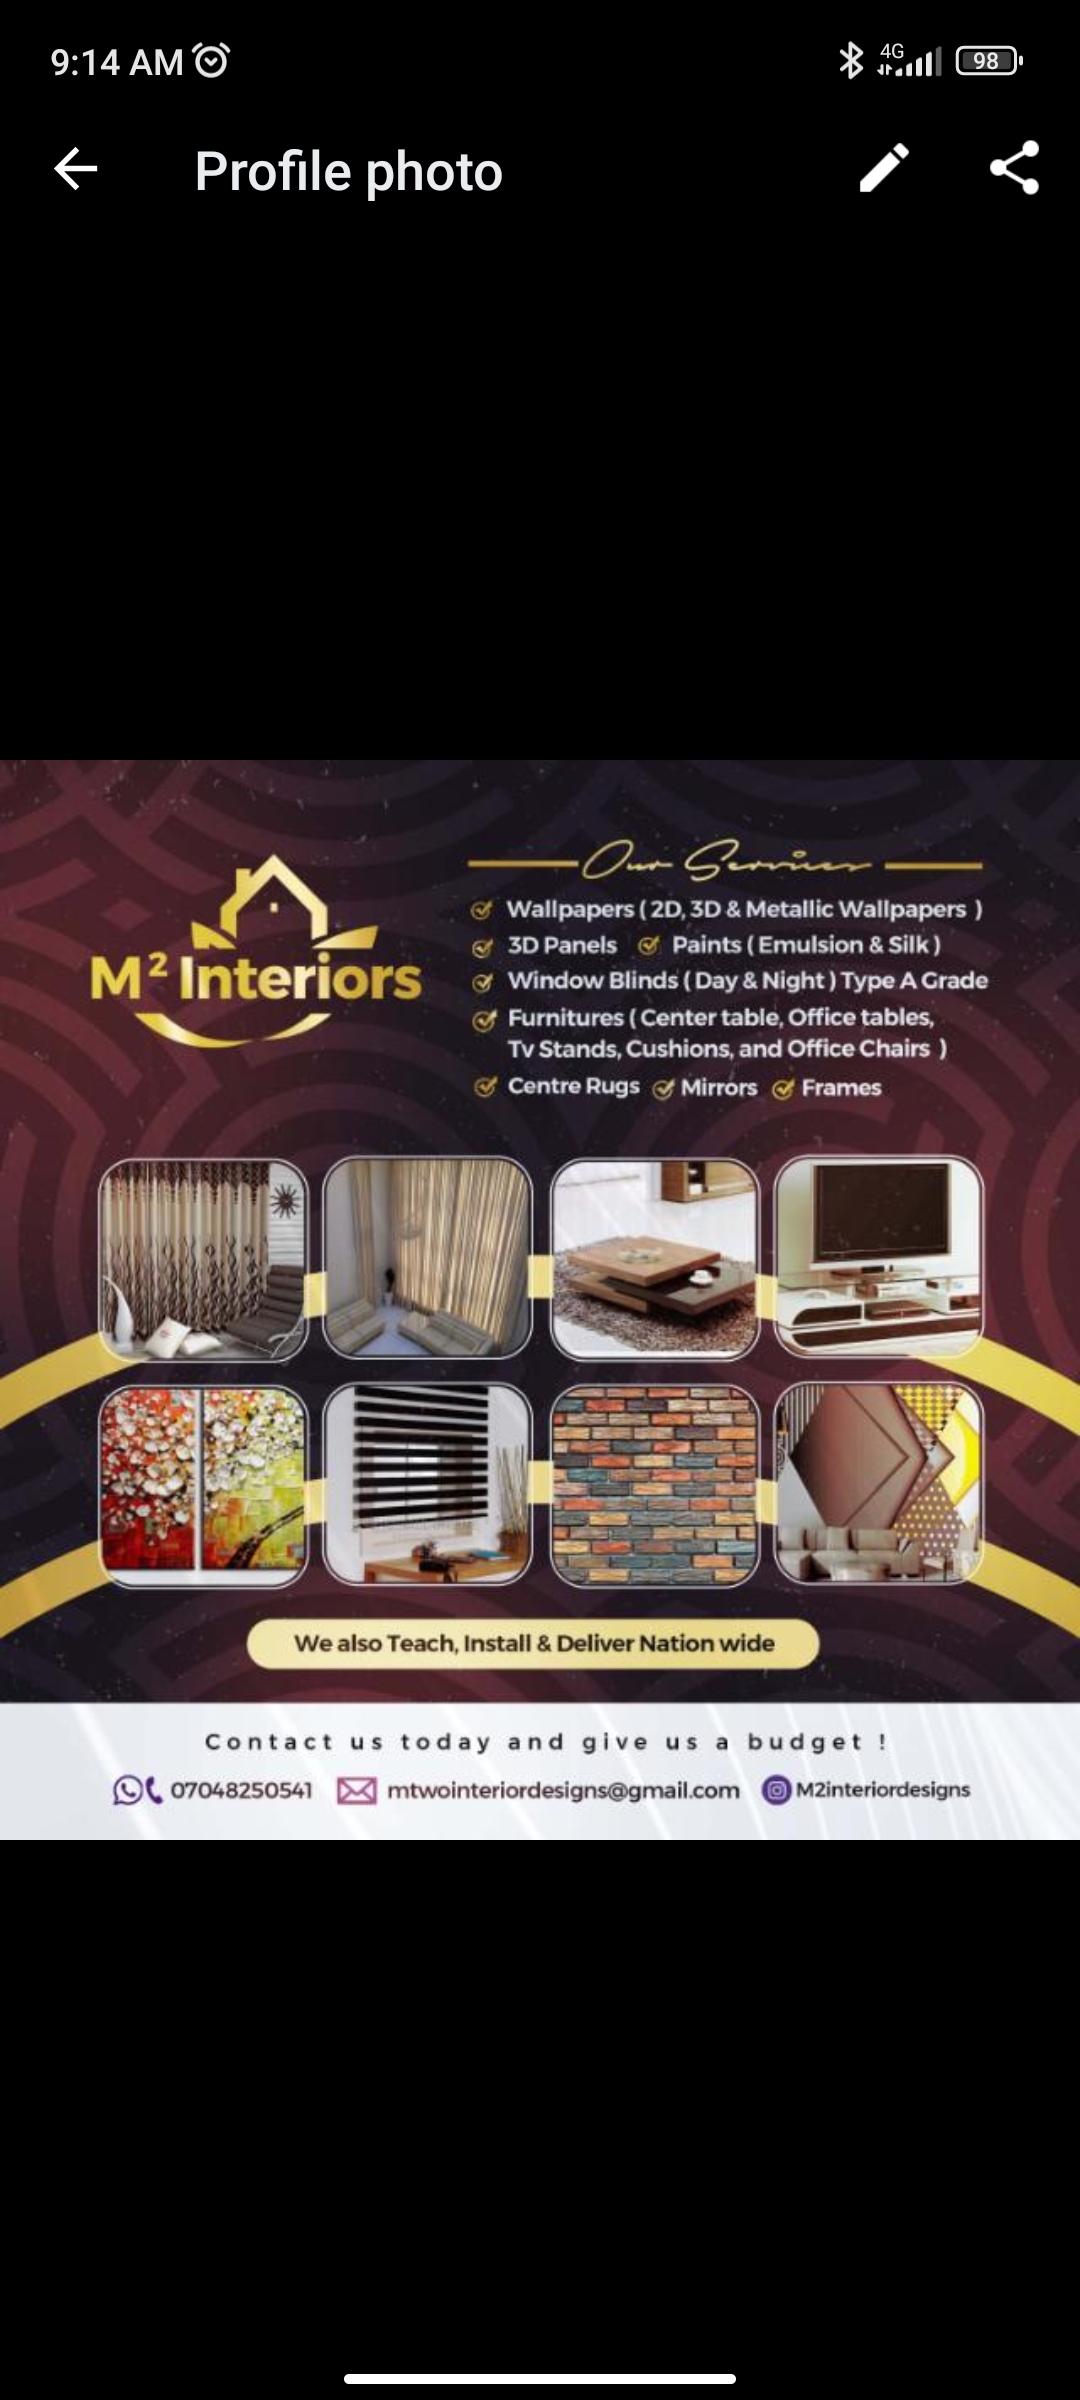 9:14 AM
4G
98
Profile photo
Our Services
M² Interiors
Wallpapers ( 2D, 3D & Metallic Wallpapers )
3D Panels Paints ( Emulsion & Silk )
Window Blinds ( Day & Night ) Type A Grade
Furnitures ( Center table, Office tables,
Tv Stands, Cushions, and Office Chairs )
Centre Rugs Mirrors Frames
We also Teach, Install & Deliver Nation wide
Contact us today and give us a budget !
07048250541 mtwointeriordesigns@gmail.com M2interiordesigns